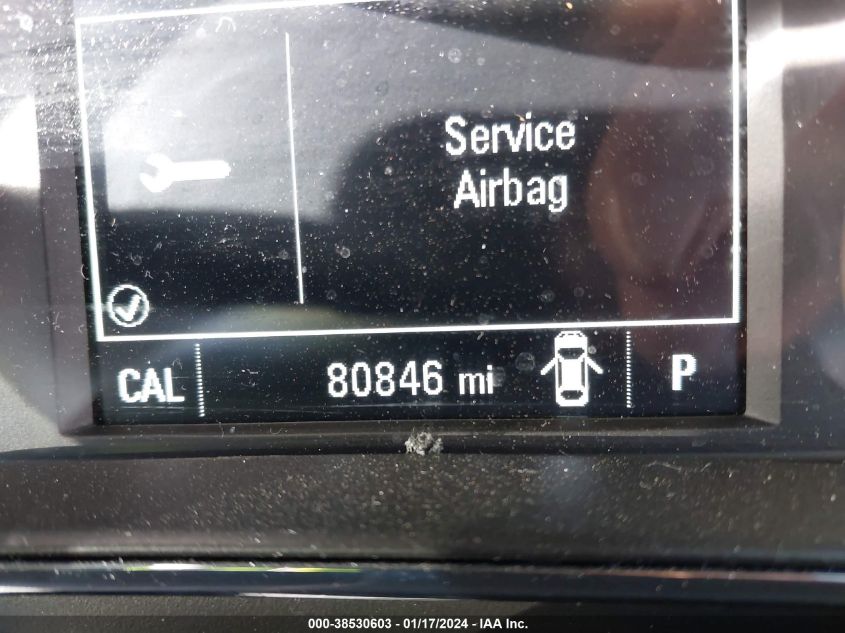 Service
Airbag
CAL 80846 mi P
000-38530603 - 01/17/2024 - IAA Inc.